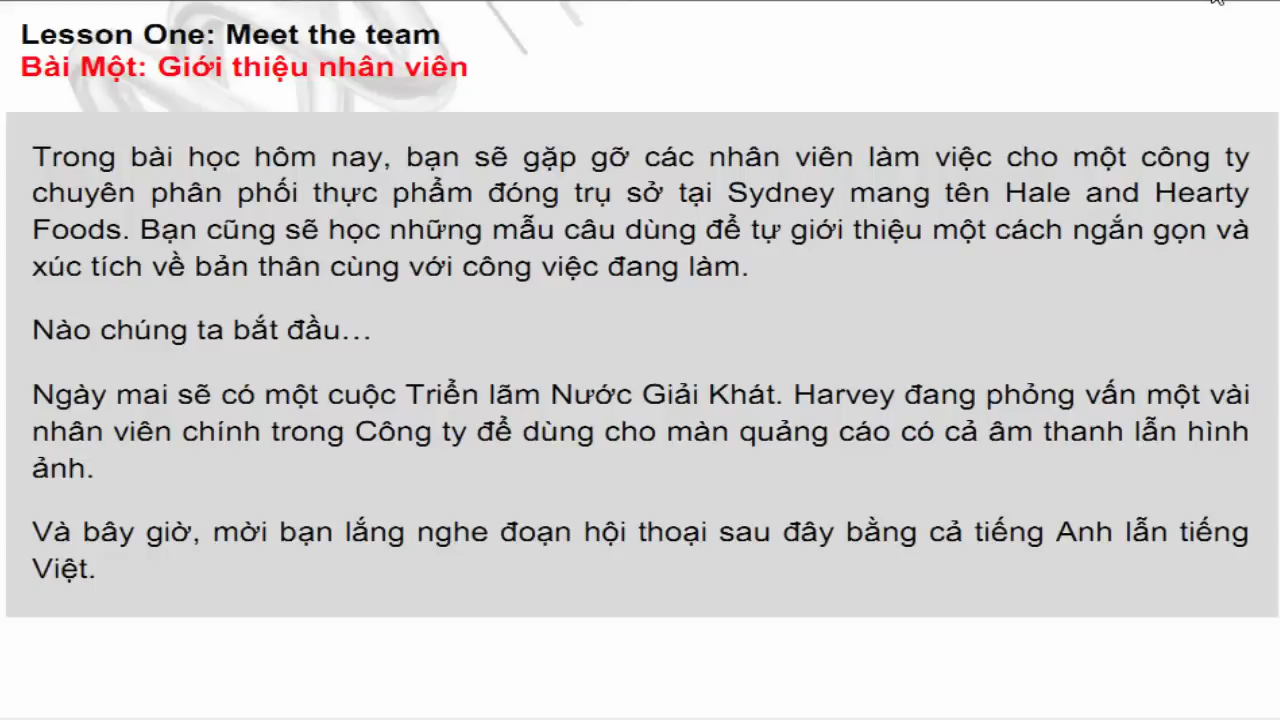 Lesson One: Meet the team
Bài Một: Giới thiệu nhân viên
Trong bài học hôm nay, bạn sẽ gặp gỡ các nhân viên làm việc cho một công ty
chuyên phân phối thực phẩm đóng trụ sở tại Sydney mang tên Hale and Hearty
Foods. Bạn cũng sẽ học những mẫu câu dùng để tự giới thiệu một cách ngắn gọn và
xúc tích về bản thân cùng với công việc đang làm.
Nào chúng ta bắt đầu…
Ngày mai sẽ có một cuộc Triển lãm Nước Giải Khát. Harvey đang phỏng vấn một vài
nhân viên chính trong Công ty để dùng cho màn quảng cáo có cả âm thanh lẫn hình
ảnh.
Và bây giờ, mời bạn lắng nghe đoạn hội thoại sau đây bằng cả tiếng Anh lẫn tiếng
Việt.